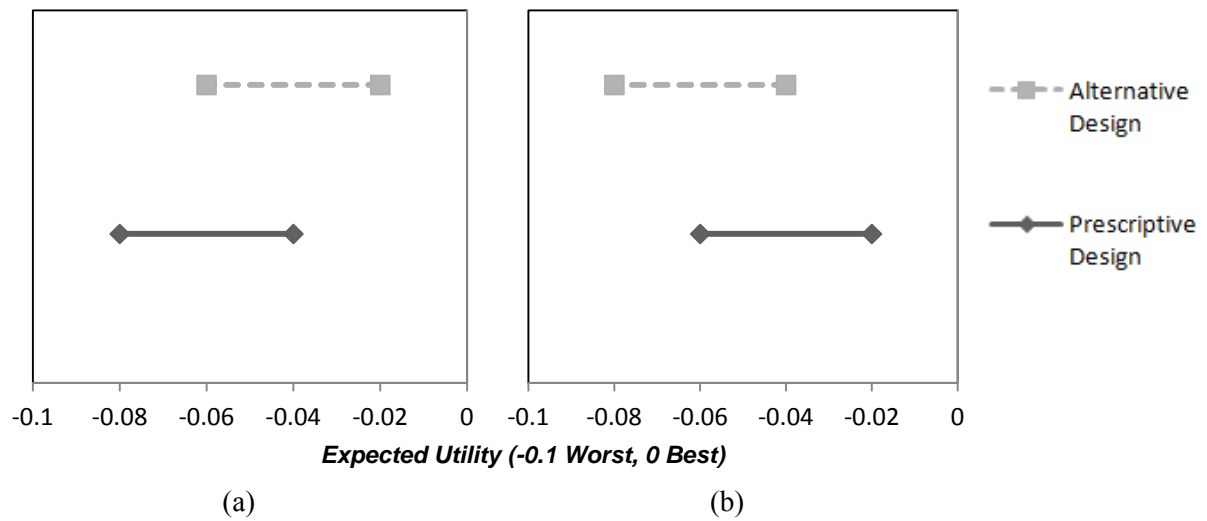 Alternative
Design
Prescriptive
Design
-0.1 -0.08 -0.06 -0.04 -0.02 0 -0.1 -0.08 -0.06 -0.04 -0.02 0
Expected Utility (-0.1 Worst, 0 Best)
(a) (b)